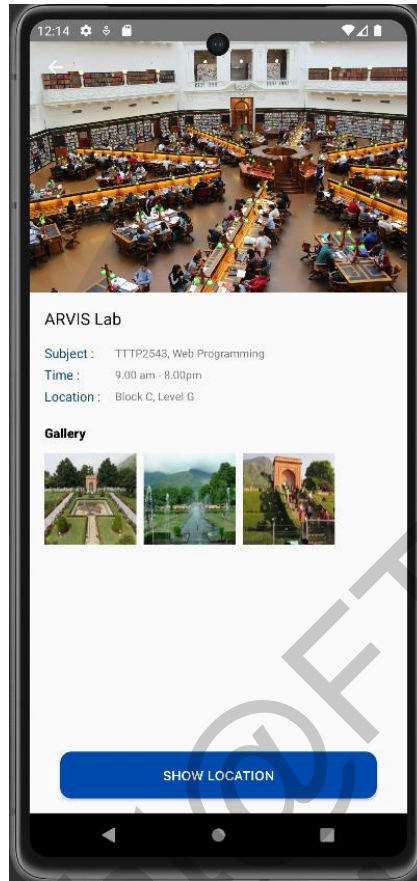 12:14
ARVIS Lab
Subject : TTTP2543, Web Programming
Time : 9.00 am - 8.00pm
Location : Block C, Level G
Gallery
SHOW LOCATION